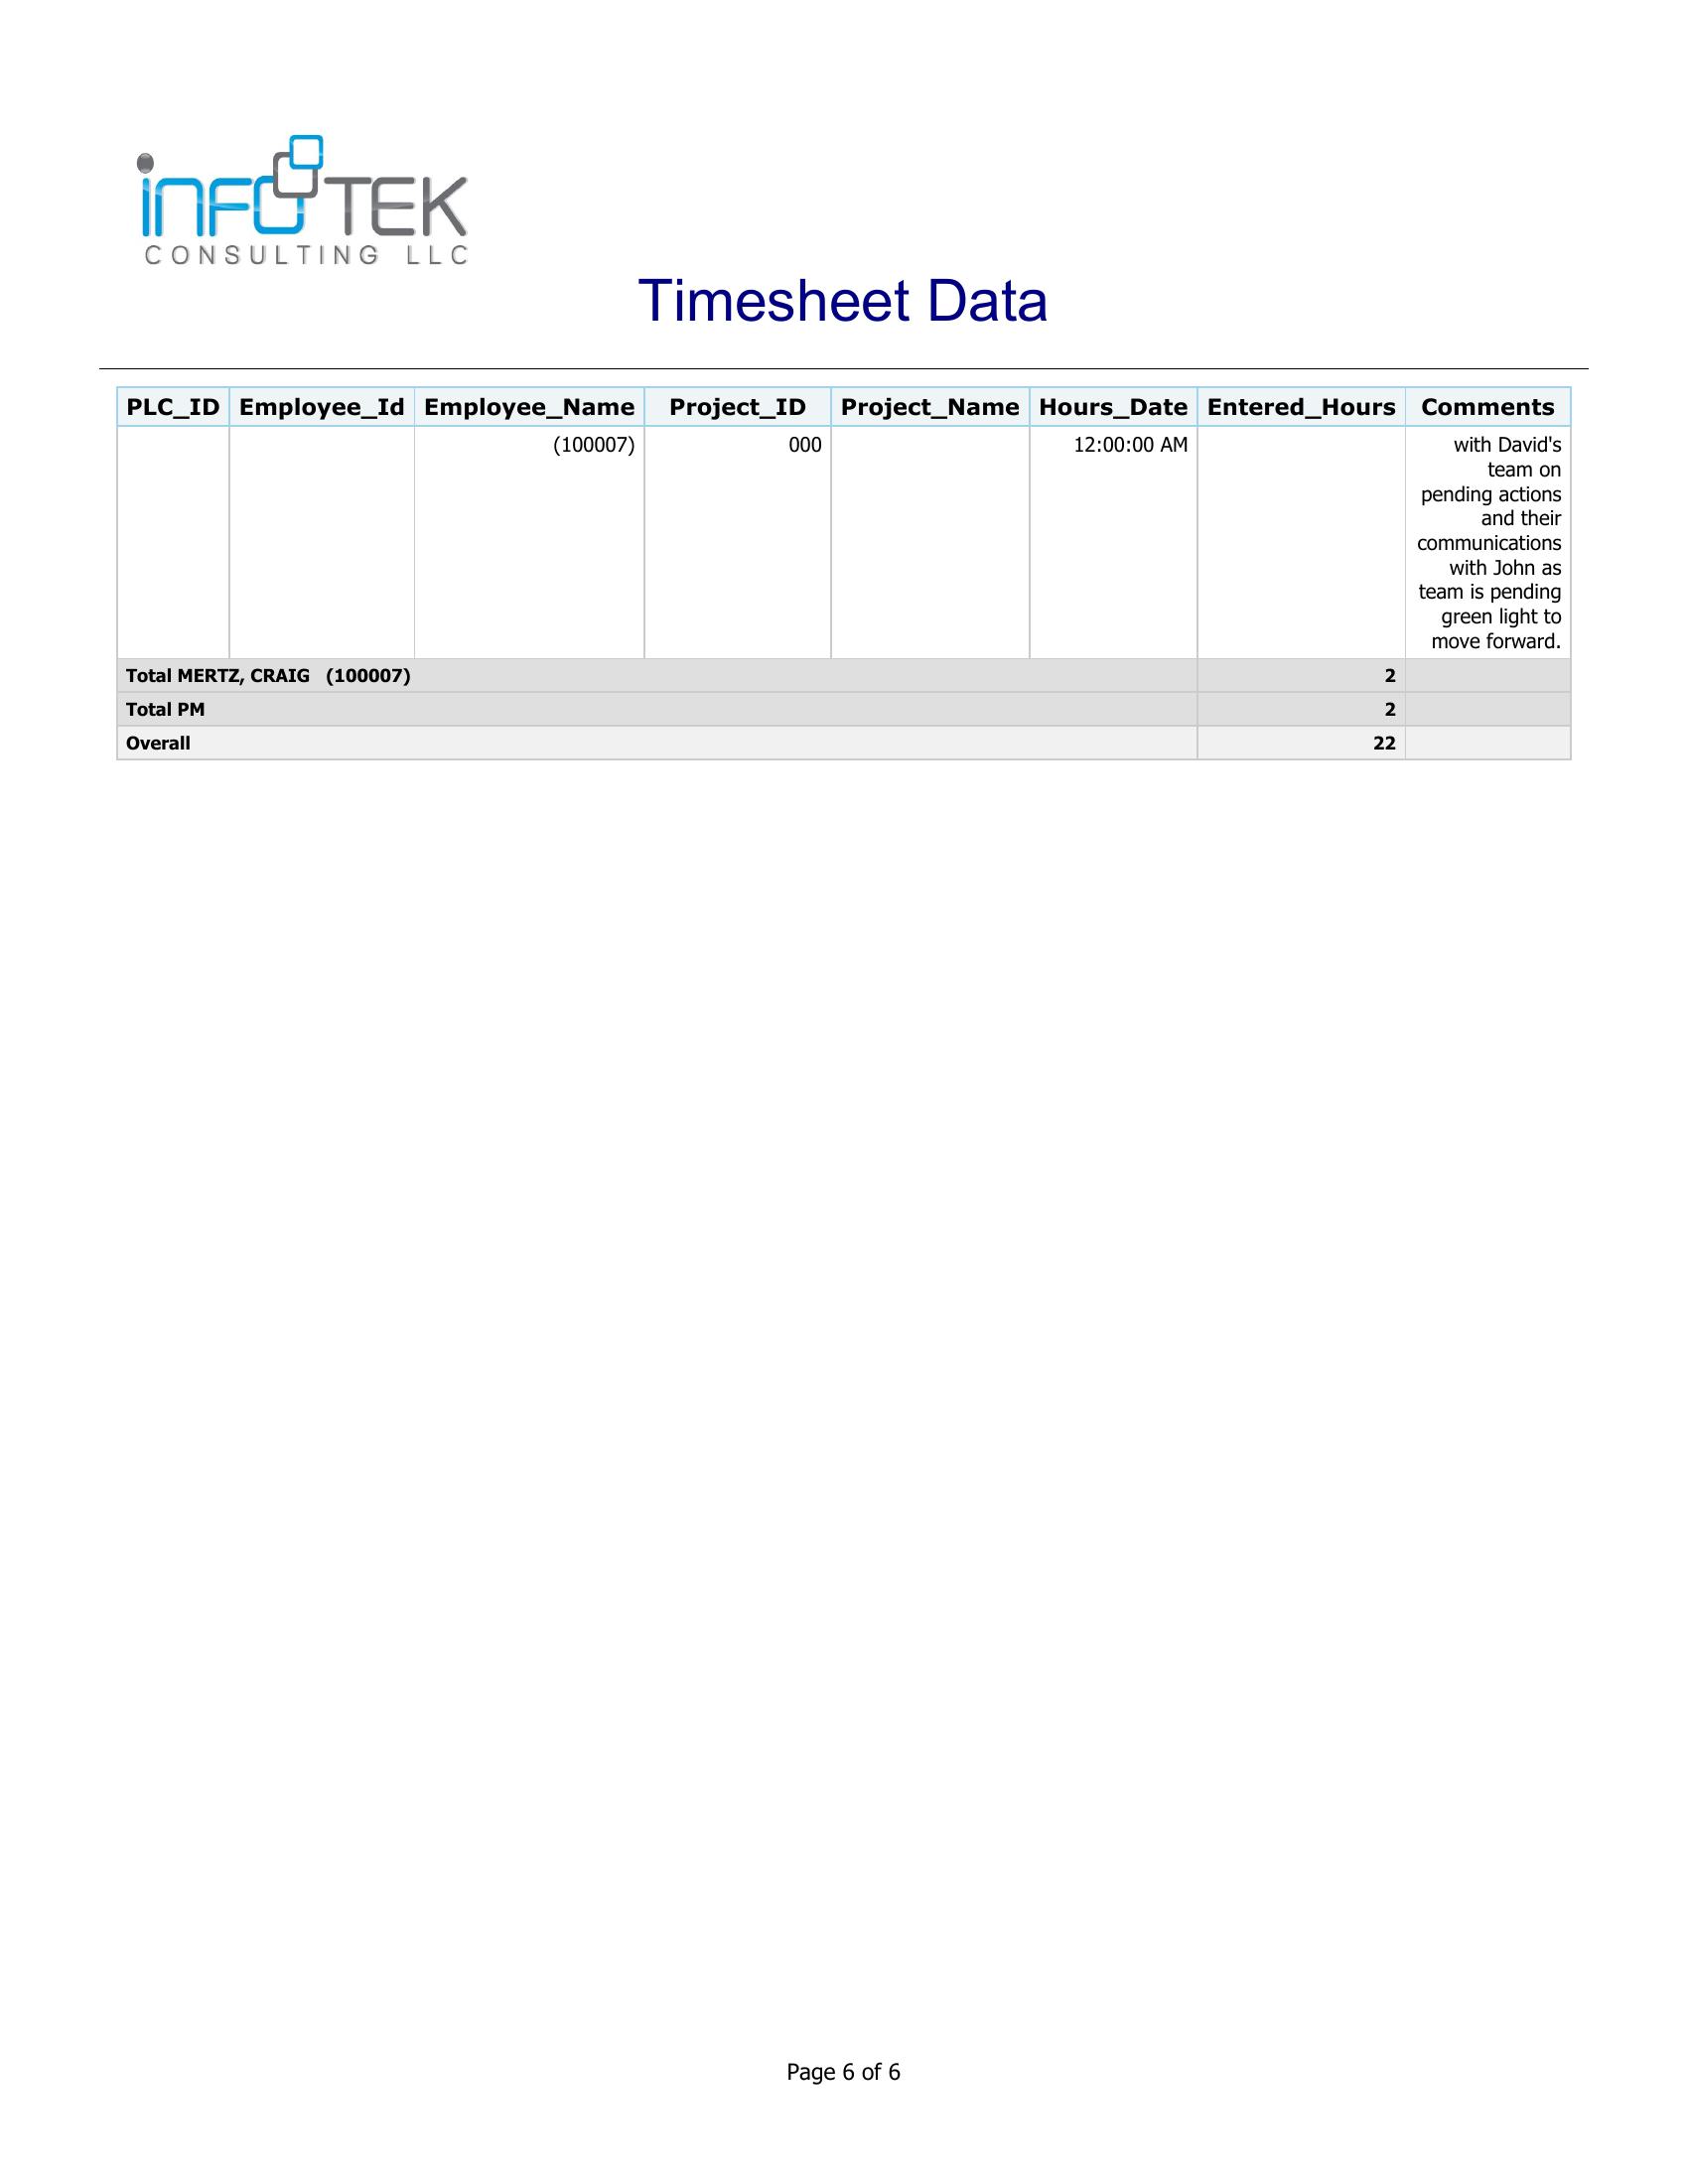 iNFOTEK
CONSULTING LLC
Timesheet Data
PLC_ID Employee_Id Employee_Name Project_ID Project_Name Hours_Date Entered_Hours Comments
(100007) 000 12:00:00 AM with David's
team on
pending actions
and their
communications
with John as
team is pending
green light to
move forward.
Total MERTZ, CRAIG (100007) 2
Total PM 2
Overall 22
Page 6 of 6